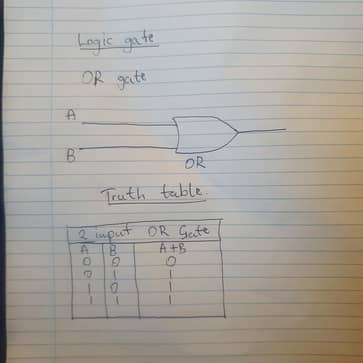 Logic gate
OR gate
A
B
OR
Truth table
2 input OR Gate
A B A+B
0 0 0
0 1 1
1 0 1
1 1 1